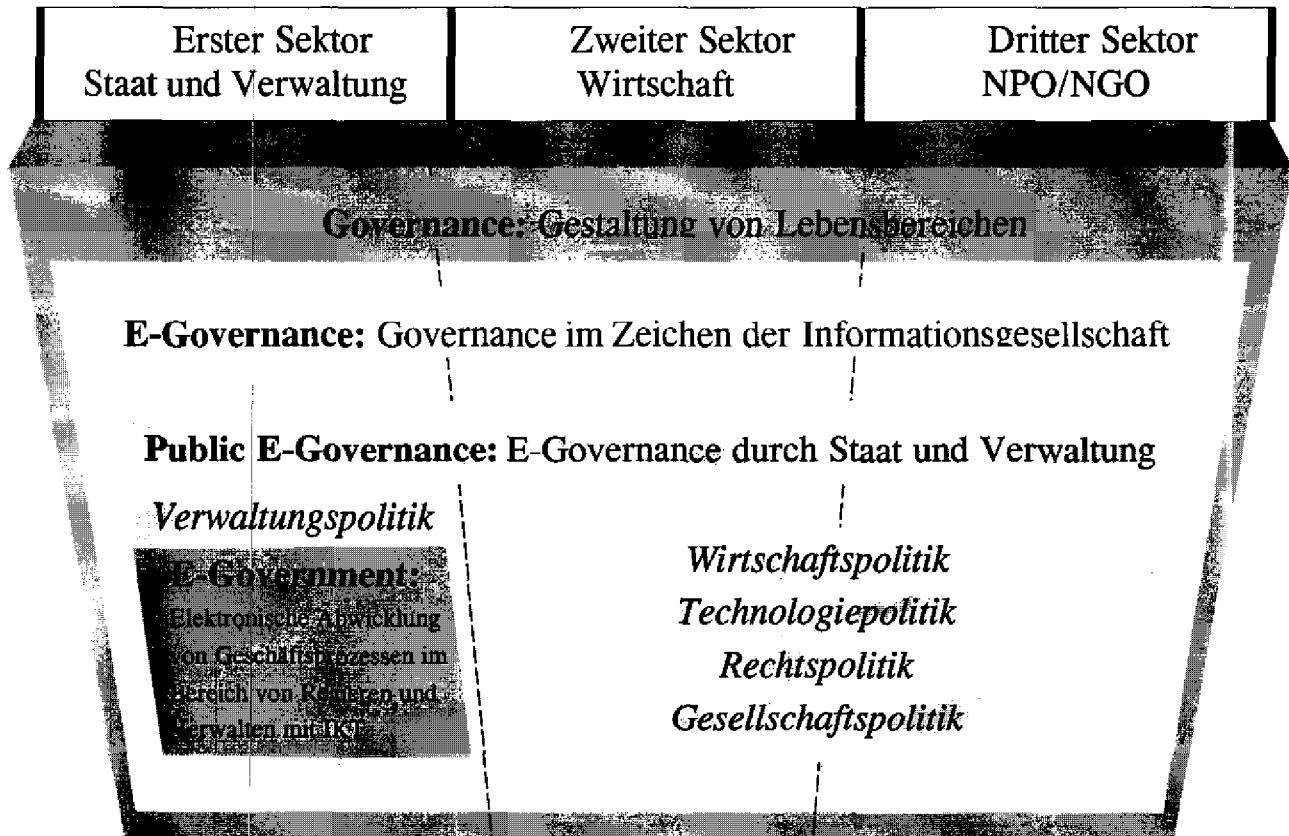 Erster Sektor
Staat und Verwaltung
Zweiter Sektor
Wirtschaft
Dritter Sektor
NPO/NGO
Governance: Gestaltung von Lebensbereichen
E-Governance: Governance im Zeichen der Informationsgesellschaft
Public E-Governance: E-Governance durch Staat und Verwaltung
Verwaltungspolitik
E-Government:
Elektronische Abwicklung
von Geschäftsprozessen im
Bereich von Regieren und
Verwalten mit IKT
Wirtschaftspolitik
Technologiepolitik
Rechtspolitik
Gesellschaftspolitik